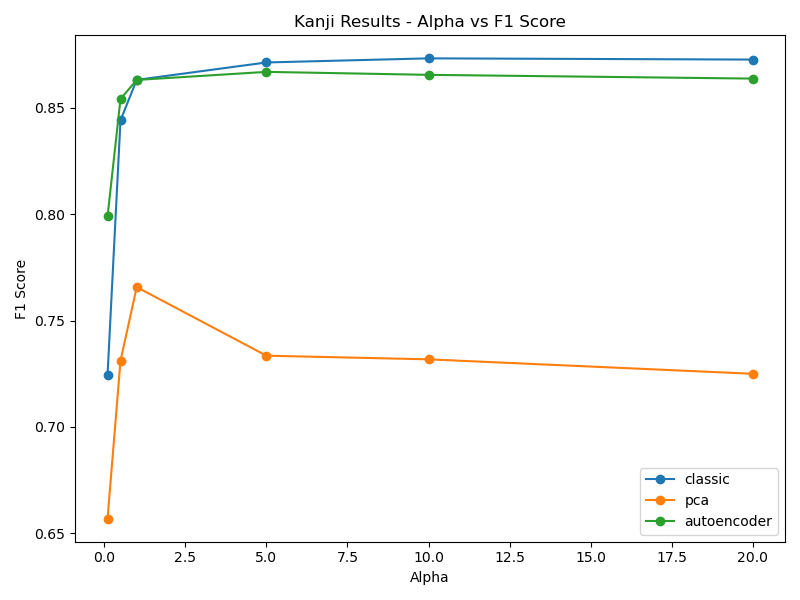 Kanji Results - Alpha vs F1 Score
F1 Score
0.85
0.80
0.75
0.70
0.65
0.0 2.5 5.0 7.5 10.0 12.5 15.0 17.5 20.0
Alpha
classic
pca
autoencoder